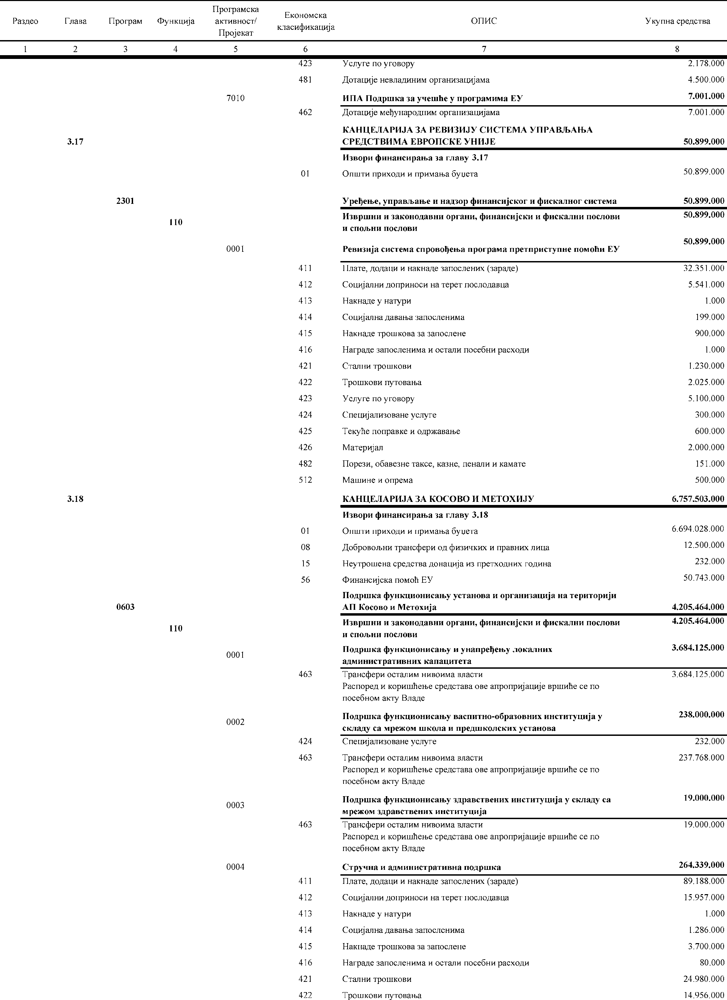 Раздео Глава Програм Функција Програмска активност/ Пројекат Економска класификација ОПИС Укупна средства
1 2 3 4 5 6 7 8
423 Услуге по уговору 2.178.000
481 Дотације невладиним организацијама 4.500.000
7010 ИПА Подршка за учешће у програмима ЕУ 7.001.000
462 Дотације међународним организацијама 7.001.000
КАНЦЕЛАРИЈА ЗА РЕВИЗИЈУ СИСТЕМА УПРАВЉАЊА
3.17 СРЕДСТВИМА ЕВРОПСКЕ УНИЈЕ 50.899.000
Извори финансирања за главу 3.17
01 Општи приходи и примања буџета 50.899.000
2301 Уређење, управљање и надзор финансијског и фискалног система 50.899.000
110 Извршни и законодавни органи, финансијски и фискални послови 50.899.000
и спољни послови
0001 Ревизија система спровођења програма претприступне помоћи ЕУ 50.899.000
411 Плате, додаци и накнаде запослених (зараде) 32.351.000
412 Социјални доприноси на терет послодавца 5.541.000
413 Накнаде у натури 1.000
414 Социјална давања запосленима 199.000
415 Накнаде трошкова за запослене 900.000
416 Награде запосленима и остали посебни расходи 1.000
421 Стални трошкови 1.230.000
422 Трошкови путовања 2.025.000
423 Услуге по уговору 5.100.000
424 Специјализоване услуге 300.000
425 Текуће поправке и одржавање 600.000
426 Материјал 2.000.000
482 Порези, обавезне таксе, казне, пенали и камате 151.000
512 Машине и опрема 500.000
3.18 КАНЦЕЛАРИЈА ЗА КОСОВО И МЕТОХИЈУ 6.757.503.000
Извори финансирања за главу 3.18
01 Општи приходи и примања буџета 6.694.028.000
08 Добровољни трансфери од физичких и правних лица 12.500.000
15 Неутрошена средства донација из претходних година 232.000
56 Финансијска помоћ ЕУ 50.743.000
Подршка функционисању установа и организација на територији
0603 АП Косово и Метохија 4.205.464.000
110 Извршни и законодавни органи, финансијски и фискални послови 4.205.464.000
и спољни послови
0001 Подршка функционисању и унапређењу локалних 3.684.125.000
административних капацитета
463 Трансфери осталим нивоима власти 3.684.125.000
Распоред и коришћење средстава ове апропријације вршиће се по
посебном акту Владе
0002 Подршка функционисању васпитно-образовних институција у 238.000.000
складу са мрежом школа и предшколских установа
424 Специјализоване услуге 232.000
463 Трансфери осталим нивоима власти 237.768.000
Распоред и коришћење средстава ове апропријације вршиће се по
посебном акту Владе
0003 Подршка функционисању здравствених институција у складу са 19.000.000
мрежом здравствених институција
463 Трансфери осталим нивоима власти 19.000.000
Распоред и коришћење средстава ове апропријације вршиће се по
посебном акту Владе
0004 Стручна и административна подршка 264.339.000
411 Плате, додаци и накнаде запослених (зараде) 89.188.000
412 Социјални доприноси на терет послодавца 15.957.000
413 Накнаде у натури 1.000
414 Социјална давања запосленима 1.286.000
415 Накнаде трошкова за запослене 3.700.000
416 Награде запосленима и остали посебни расходи 80.000
421 Стални трошкови 24.980.000
422 Трошкови путовања 14.956.000